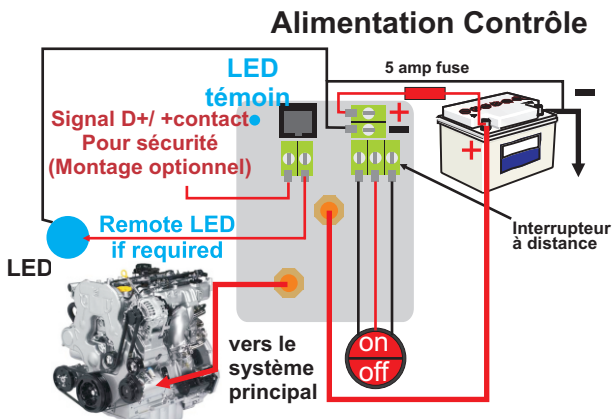 Alimentation Contrôle
LED
témoin
5 amp fuse
Signal D+/ +contact
Pour sécurité
(Montage optionnel)
+
-
+
Remote LED
if required
LED
Interrupteur
à distance
vers le
système
principal
on
off